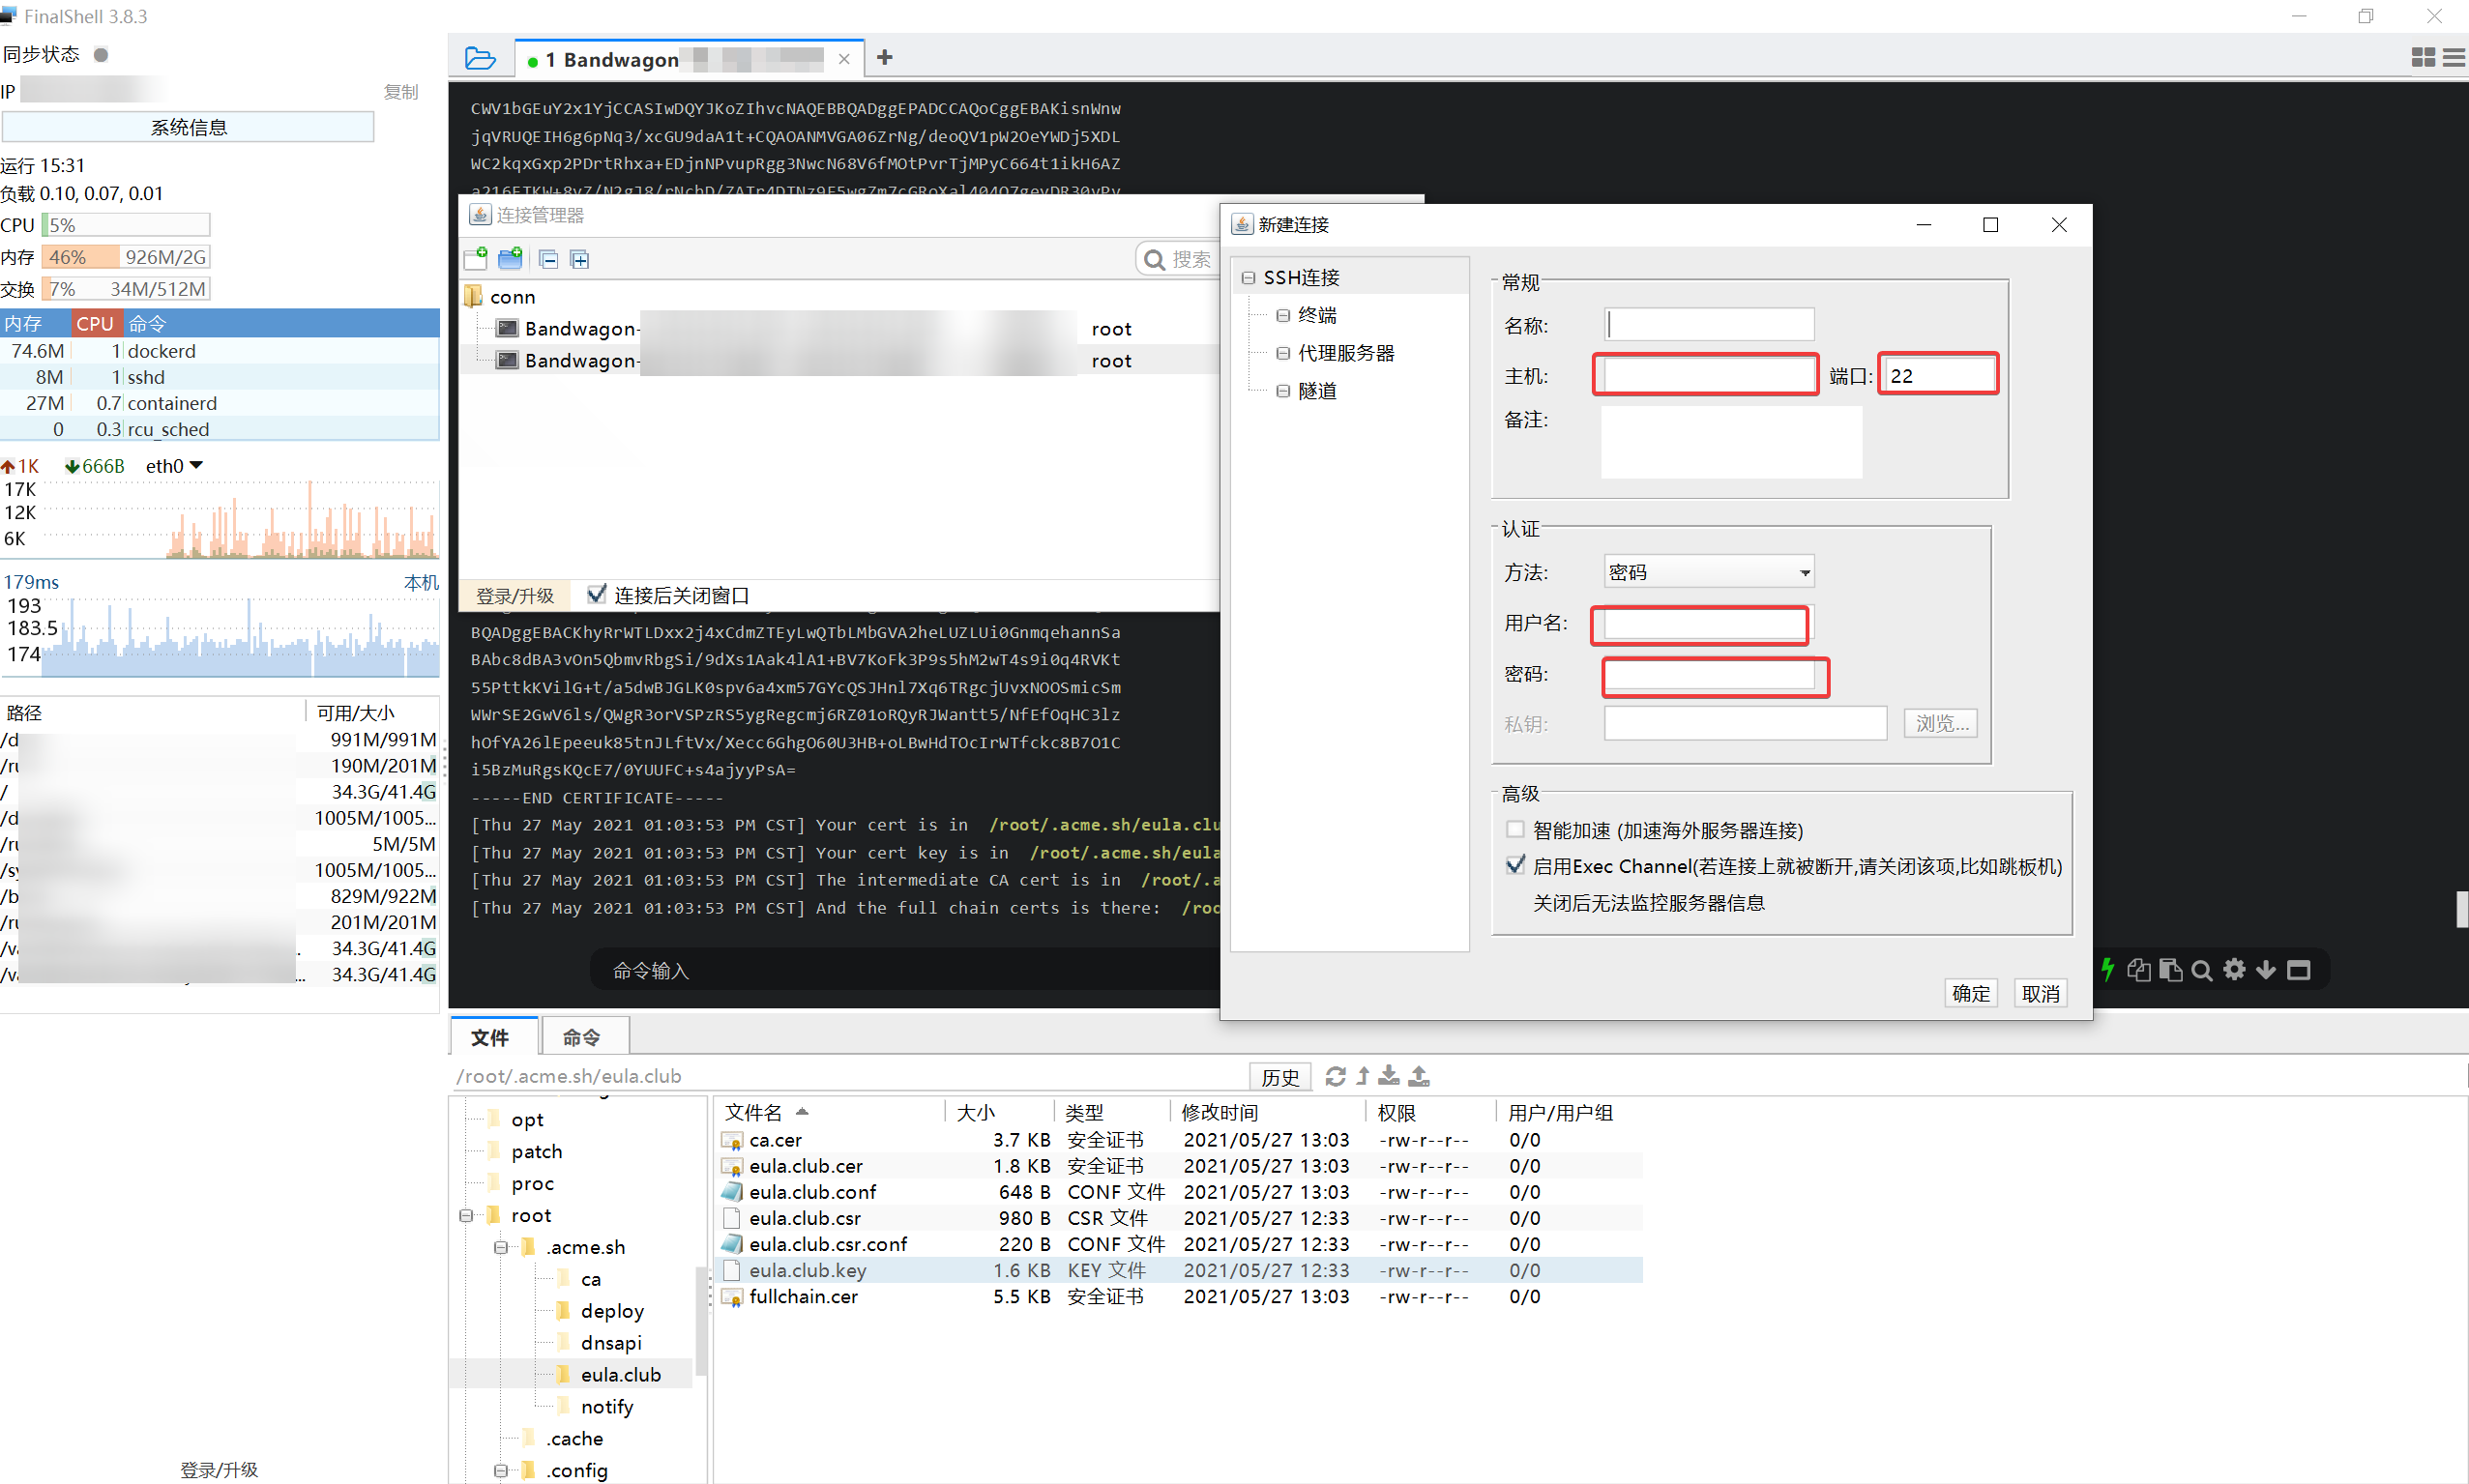 FinalShell 3.8.3
同步状态
IP
复制
系统信息
运行 15:31
负载 0.10, 0.07, 0.01
CPU 5%
内存 46% 926M/2G
交换 7% 34M/512M
内存 CPU 命令
74.6M 1 dockerd
8M 1 sshd
27M 0.7 containerd
0 0.3 rcu_sched
1K 666B eth0
17K
12K
6K
179ms 本机
193
183.5
174
路径 可用/大小
/d 991M/991M
/ru 190M/201M
/ 34.3G/41.4G
/d 1005M/1005...
/ru 5M/5M
/sy 1005M/1005...
/b 829M/922M
/ru 201M/201M
/va 34.3G/41.4G
/va 34.3G/41.4G
登录/升级
1 Bandwagon
CWV1bGEuY2x1YjCCASIwDQYJKoZIhvcNAQEBBQADggEPADCCAQoCggEBAKisnWnw
jqVRUQEIH6g6pNq3/xcGU9daA1t+CQAOANMVGA06ZrNg/deoQV1pW2OeYWDj5XDL
WC2kqxGxp2PDrtRhxa+EDjnNPvupRgg3NwcN68V6fMOtPvrTjMPyC664t1ikH6AZ
连接管理器
搜索
conn
Bandwagon- root
Bandwagon- root
登录/升级 连接后关闭窗口
BQADggEBACKhyRrWTLDxx2j4xCdmZTEyLwQTbLMbGVA2heLUZLUi0GnmqehannSa
BAbc8dBA3vOn5QbmvRbgSi/9dXs1Aak4lA1+BV7KoFk3P9s5hM2wT4s9i0q4RVKt
55PttkKVilG+t/a5dwBJGLK0spv6a4xm57GYcQSJHnl7Xq6TRgcjUvxNOOSmicSm
WWrSE2GwV6ls/QWgR3orVSPzRS5ygRegcmj6RZ01oRQyRJWantt5/NfEfOqHC3lz
hOfYA26lEpeeuk85tnJLftVx/Xecc6GhgO60U3HB+oLBwHdTOcIrWTfckc8B7O1C
i5BzMuRgsKQcE7/0YUUFC+s4ajyyPsA=
-----END CERTIFICATE-----
[Thu 27 May 2021 01:03:53 PM CST] Your cert is in /root/.acme.sh/eula.clu
[Thu 27 May 2021 01:03:53 PM CST] Your cert key is in /root/.acme.sh/eula
[Thu 27 May 2021 01:03:53 PM CST] The intermediate CA cert is in /root/.a
[Thu 27 May 2021 01:03:53 PM CST] And the full chain certs is there: /roo
命令输入
新建连接
SSH连接
终端
代理服务器
隧道
常规
名称:
主机: 端口: 22
备注:
认证
方法: 密码
用户名:
密码:
私钥: 浏览...
高级
智能加速 (加速海外服务器连接)
启用Exec Channel(若连接上就被断开,请关闭该项,比如跳板机)
关闭后无法监控服务器信息
确定 取消
文件 命令
/root/.acme.sh/eula.club 历史
opt
patch
proc
root
.acme.sh
ca
deploy
dnsapi
eula.club
notify
.cache
.config
文件名 大小 类型 修改时间 权限 用户/用户组
ca.cer 3.7 KB 安全证书 2021/05/27 13:03 -rw-r--r-- 0/0
eula.club.cer 1.8 KB 安全证书 2021/05/27 13:03 -rw-r--r-- 0/0
eula.club.conf 648 B CONF 文件 2021/05/27 13:03 -rw-r--r-- 0/0
eula.club.csr 980 B CSR 文件 2021/05/27 12:33 -rw-r--r-- 0/0
eula.club.csr.conf 220 B CONF 文件 2021/05/27 12:33 -rw-r--r-- 0/0
eula.club.key 1.6 KB KEY 文件 2021/05/27 12:33 -rw-r--r-- 0/0
fullchain.cer 5.5 KB 安全证书 2021/05/27 13:03 -rw-r--r-- 0/0